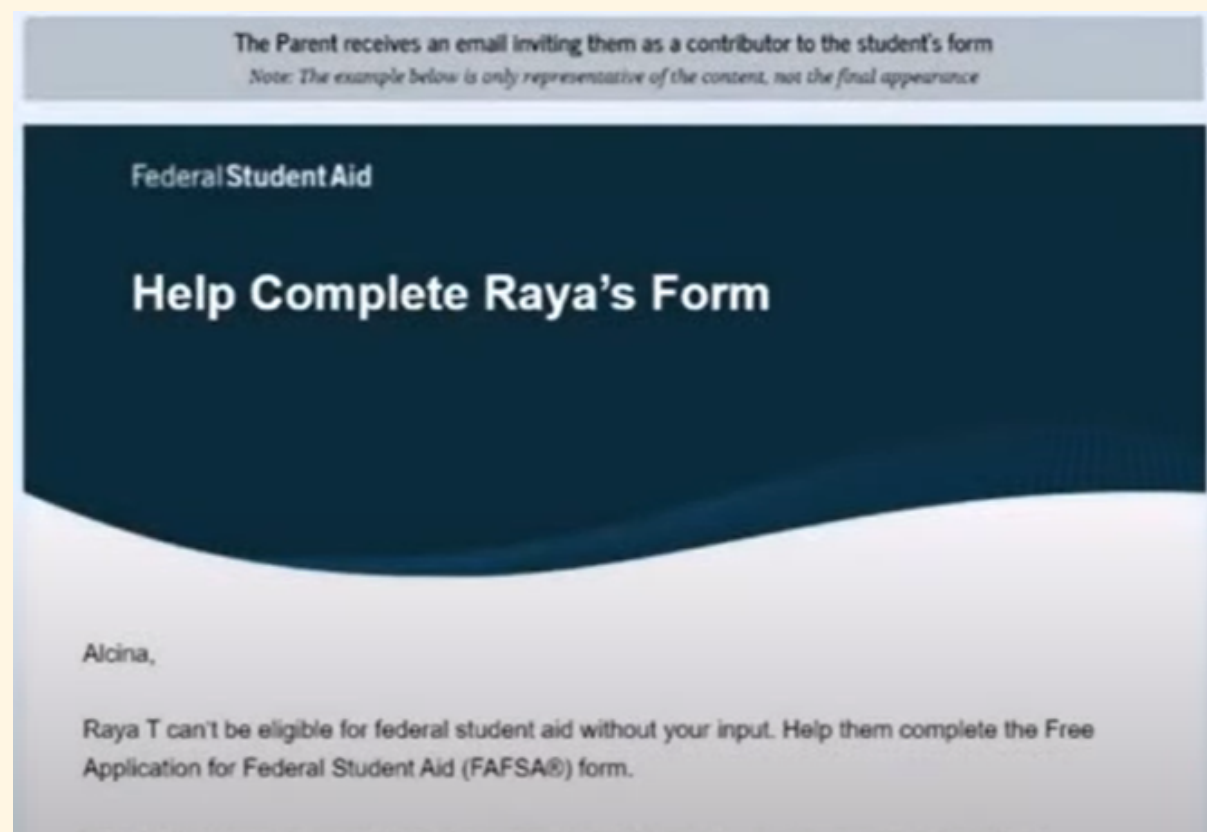 The Parent receives an email inviting them as a contributor to the student's form
Note: The example below is only representative of the content, not the final appearance
Federal Student Aid
Help Complete Raya’s Form
Alcina,
Raya T can't be eligible for federal student aid without your input. Help them complete the Free
Application for Federal Student Aid (FAFSA®) form.